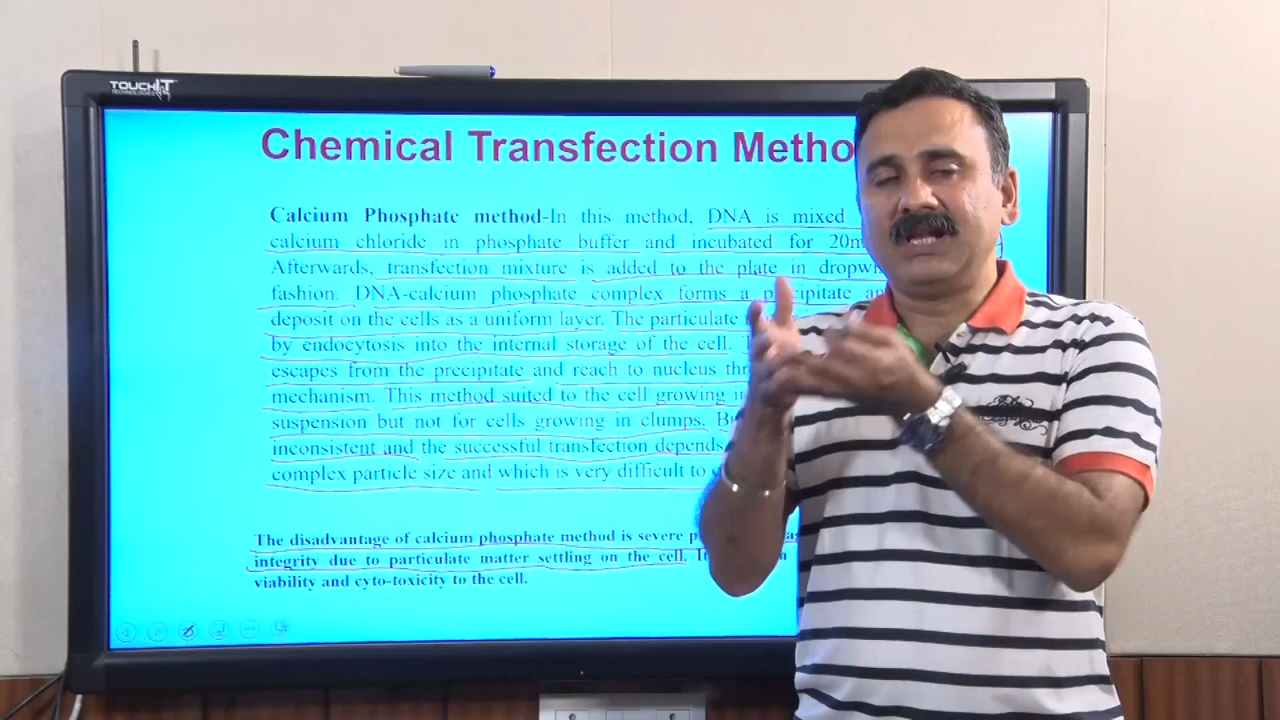 TOUCHIT
TECHNOLOGIES
Chemical Transfection
Calcium Phosphate method-In this method, DNA is mixed
calcium chloride in phosphate buffer and incubated for
Afterwards, transfection mixture is added to the plate in
fashion. DNA-calcium phosphate complex forms a precipitate
deposit on the cells as a uniform layer. The particulate
by endocytosis into the internal storage of the cell.
escapes from the precipitate and reach to nucleus
mechanism. This method suited to the cell growing in
suspension but not for cells growing in clumps.
inconsistent and the successful transfection depends
complex particle size and which is very difficult to
The disadvantage of calcium phosphate method is severe
integrity due to particulate matter settling on the cell.
viability and cyto-toxicity to the cell.